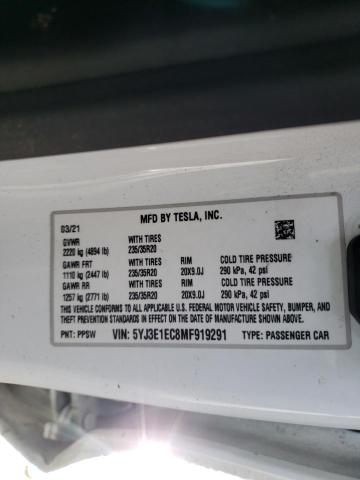 MFD BY TESLA, INC.
03/21
GVWR WITH TIRES
2220 kg (4894 lb) 235/35R20
GAWR FRT WITH TIRES RIM COLD TIRE PRESSURE
1110 kg (2447 lb) 235/35R20 20X9.0J 290 kPa, 42 psi
GAWR RR WITH TIRES RIM COLD TIRE PRESSURE
1257 kg (2771 lb) 235/35R20 20X9.0J 290 kPa, 42 psi
THIS VEHICLE CONFORMS TO ALL APPLICABLE U.S. FEDERAL MOTOR VEHICLE SAFETY, BUMPER, AND
THEFT PREVENTION STANDARDS IN EFFECT ON THE DATE OF MANUFACTURE SHOWN ABOVE.
PNT: PPSW VIN: 5YJ3E1EC8MF919291 TYPE: PASSENGER CAR